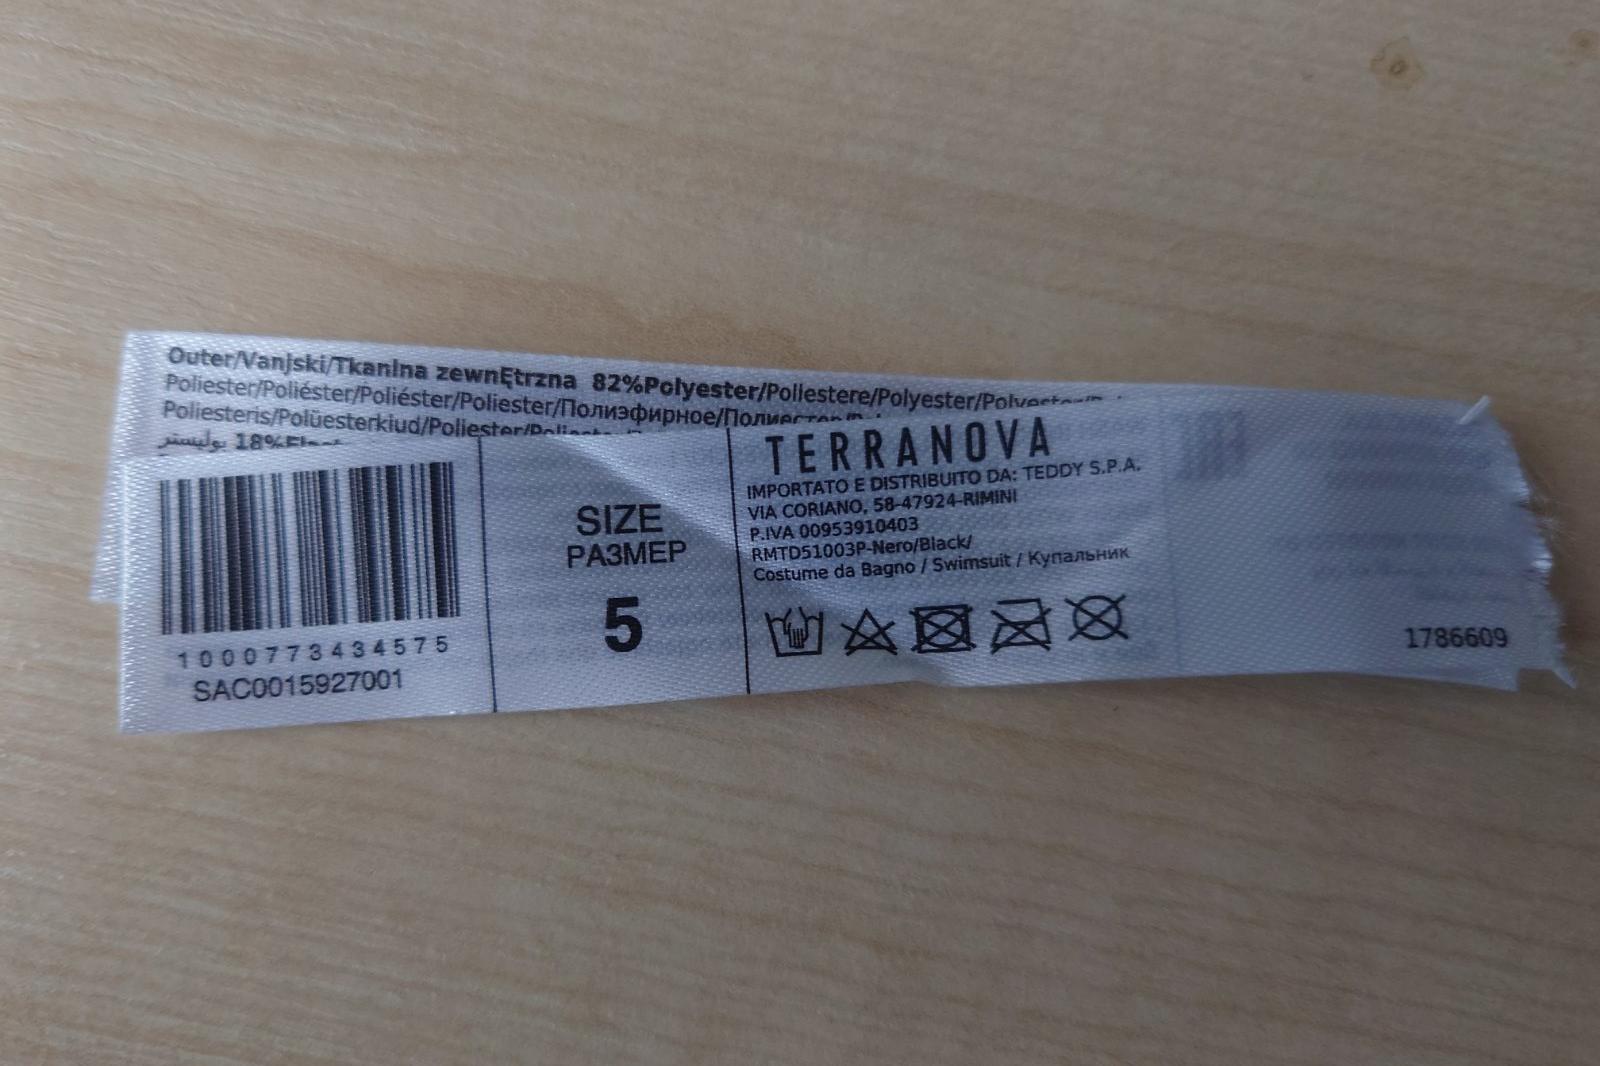 Outer/Vanjski/Tkanina zewnĘtrzna 82%Polyester/Poliestere/Polyester/Polyester/
Poliester/Poliéster/Poliéster/Poliester/Полиэфирное/Полиестер/
Poliesteris/Polüesterkiud/Poliester/
بوليستر 18%
TERRANOVA
IMPORTATO E DISTRIBUITO DA: TEDDY S.P.A.
VIA CORIANO, 58-47924-RIMINI
P.IVA 00953910403
RMTD51003P-Nero/Black/
Costume da Bagno / Swimsuit / Купальник
SIZE
РАЗМЕР
5
1000773434575
SAC0015927001
1786609